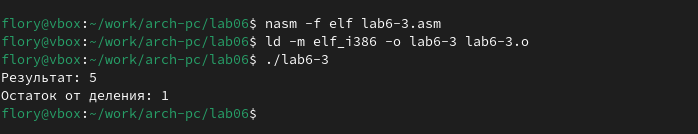 flory@vbox:~/work/arch-pc/lab06$ nasm -f elf lab6-3.asm
flory@vbox:~/work/arch-pc/lab06$ ld -m elf_i386 -o lab6-3 lab6-3.o
flory@vbox:~/work/arch-pc/lab06$ ./lab6-3
Результат: 5
Остаток от деления: 1
flory@vbox:~/work/arch-pc/lab06$